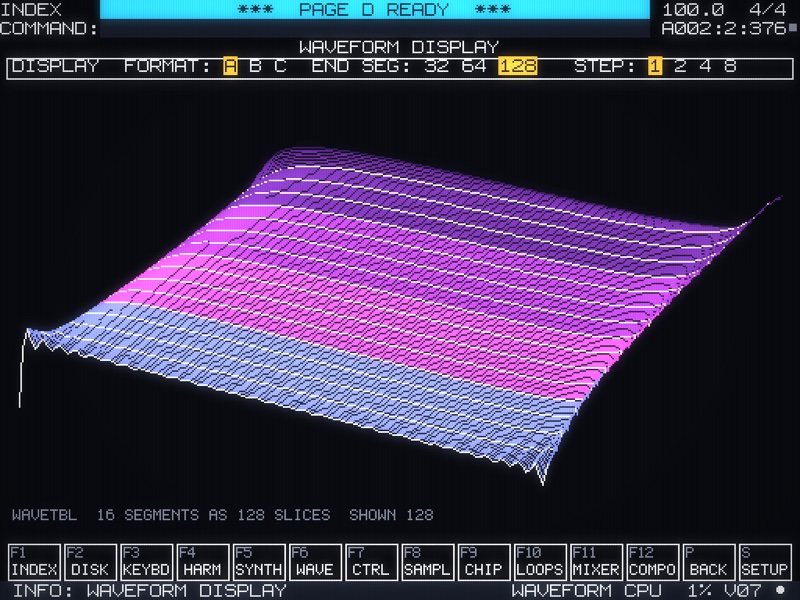 INDEX *** PAGE D READY *** 100.0 4/4
COMMAND: A002:2:376
WAVEFORM DISPLAY
DISPLAY FORMAT: A B C END SEG: 32 64 128 STEP: 1 2 4 8
WAVETBL 16 SEGMENTS AS 128 SLICES SHOWN 128
F1 F2 F3 F4 F5 F6 F7 F8 F9 F10 F11 F12 P S
INDEX DISK KEYBD HARM SYNTH WAVE CTRL SAMPL CHIP LOOPS MIXER COMPO BACK SETUP
INFO: WAVEFORM DISPLAY WAVEFORM CPU 1% V07